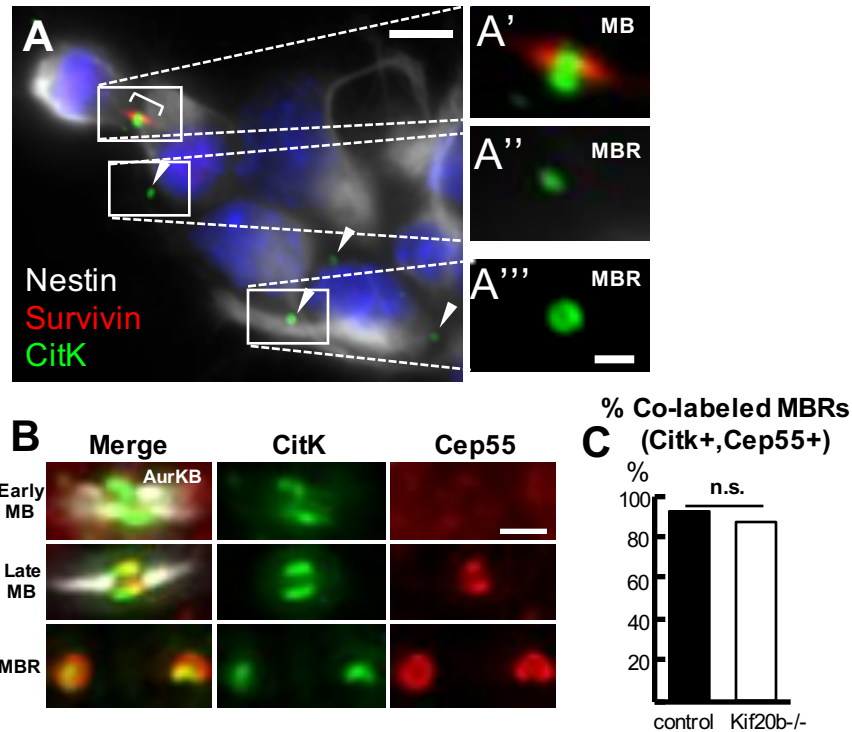 A
Nestin
Survivin
CitK
A' MB
A'' MBR
A''' MBR
B
Merge CitK Cep55
Early
MB
AurKB
Late
MB
MBR
% Co-labeled MBRs
C (Citk+,Cep55+)
%
n.s.
100
80
60
40
20
control Kif20b-/-